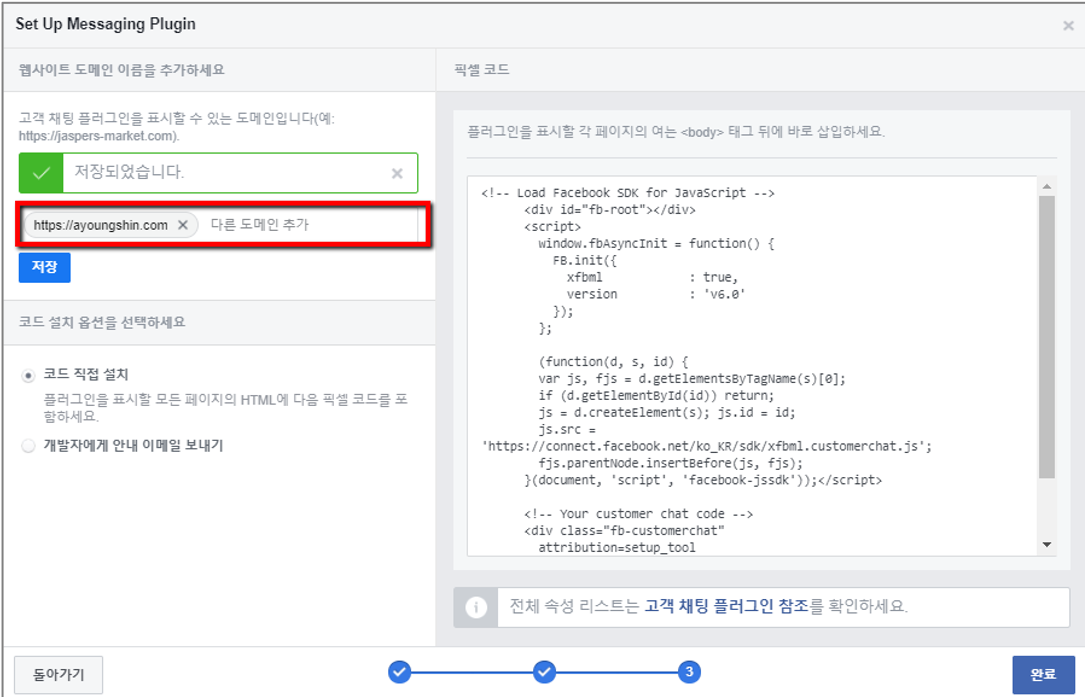 Set Up Messaging Plugin
웹사이트 도메인 이름을 추가하세요
고객 채팅 플러그인을 표시할 수 있는 도메인입니다(예:
https://jaspers-market.com).
저장되었습니다.
https://ayoungshin.com 다른 도메인 추가
저장
코드 설치 옵션을 선택하세요
코드 직접 설치
플러그인을 표시할 모든 페이지의 HTML에 다음 픽셀 코드를 포
함하세요.
개발자에게 안내 이메일 보내기
픽셀 코드
플러그인을 표시할 각 페이지의 여는 <body> 태그 뒤에 바로 삽입하세요.
<!-- Load Facebook SDK for JavaScript -->
<div id="fb-root"></div>
<script>
window.fbAsyncInit = function() {
FB.init({
xfbml : true,
version : 'v6.0'
});
};
(function(d, s, id) {
var js, fjs = d.getElementsByTagName(s)[0];
if (d.getElementById(id)) return;
js = d.createElement(s); js.id = id;
js.src =
'https://connect.facebook.net/ko_KR/sdk/xfbml.customerchat.js';
fjs.parentNode.insertBefore(js, fjs);
}(document, 'script', 'facebook-jssdk'));</script>
<!-- Your customer chat code -->
<div class="fb-customerchat"
attribution=setup_tool
전체 속성 리스트는 고객 채팅 플러그인 참조를 확인하세요.
돌아가기
3
완료